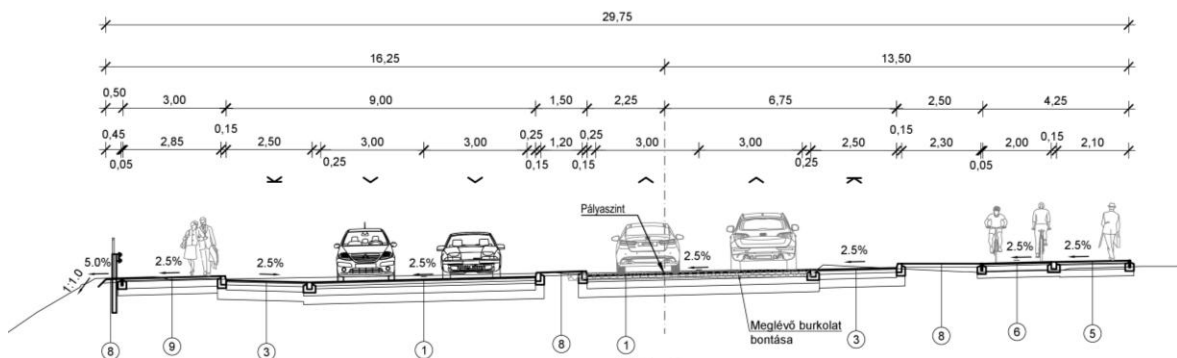 29,75
16,25 13,50
0,50 3,00 9,00 1,50 2,25 6,75 2,50 4,25
0,45 2,85 0,15 2,50 3,00 3,00 0,25 1,20 0,25 3,00 3,00 2,50 0,15 2,30 2,00 0,15 2,10
0,05 0,25 0,15 0,15 0,25 0,05
Pályaszint
1:1.0 5.0% 2.5% 2.5% 2.5% 2.5% 2.5% 2.5% 2.5%
Meglévő burkolat
bontása
8 9 3 1 8 1 3 8 6 5